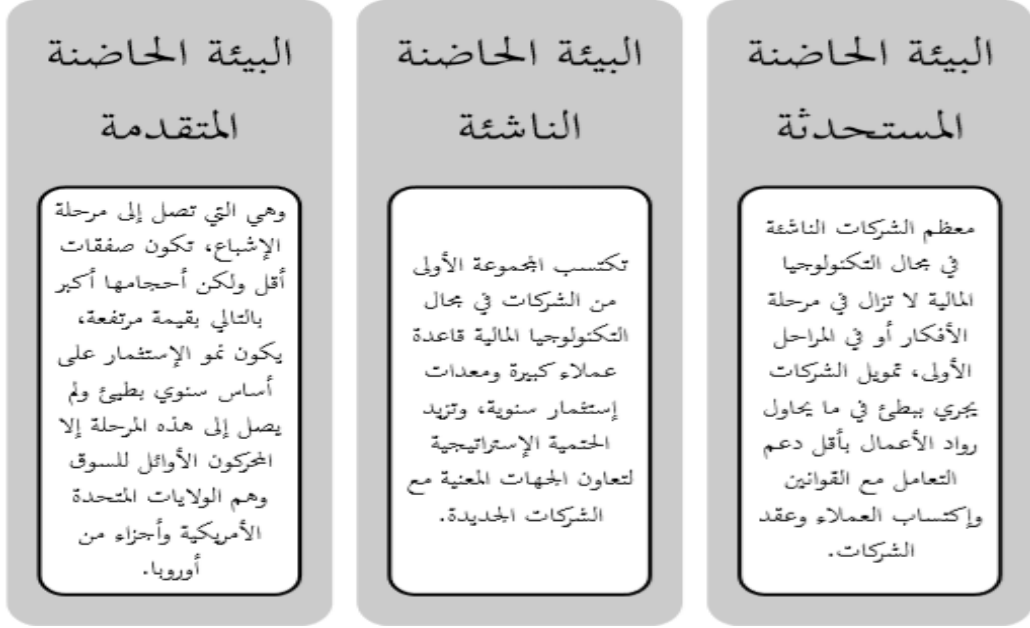 البيئة الحاضنة
المستحدثة
معظم الشركات الناشئة
في مجال التكنولوجيا
المالية لا تزال في مرحلة
الأفكار أو في المراحل
الأولى، تمويل الشركات
يجري ببطئ في ما يحاول
رواد الأعمال بأقل دعم
التعامل مع القوانين
وإكتساب العملاء وعقد
الشركات.
البيئة الحاضنة
الناشئة
تكتسب المجموعة الأولى
من الشركات في مجال
التكنولوجيا المالية قاعدة
عملاء كبيرة ومعدات
إستثمار سنوية، وتزيد
الحتمية الإستراتيجية
لتعاون الجهات المعنية مع
الشركات الجديدة.
البيئة الحاضنة
المتقدمة
وهي التي تصل إلى مرحلة
الإشباع، تكون صفقات
أقل ولكن أحجامها أكبر
بالتالي بقيمة مرتفعة،
يكون نمو الإستثمار على
أساس سنوي بطيئ ولم
يصل إلى هذه المرحلة إلا
المحركون الأوائل للسوق
وهم الولايات المتحدة
الأمريكية وأجزاء من
أوروبا.